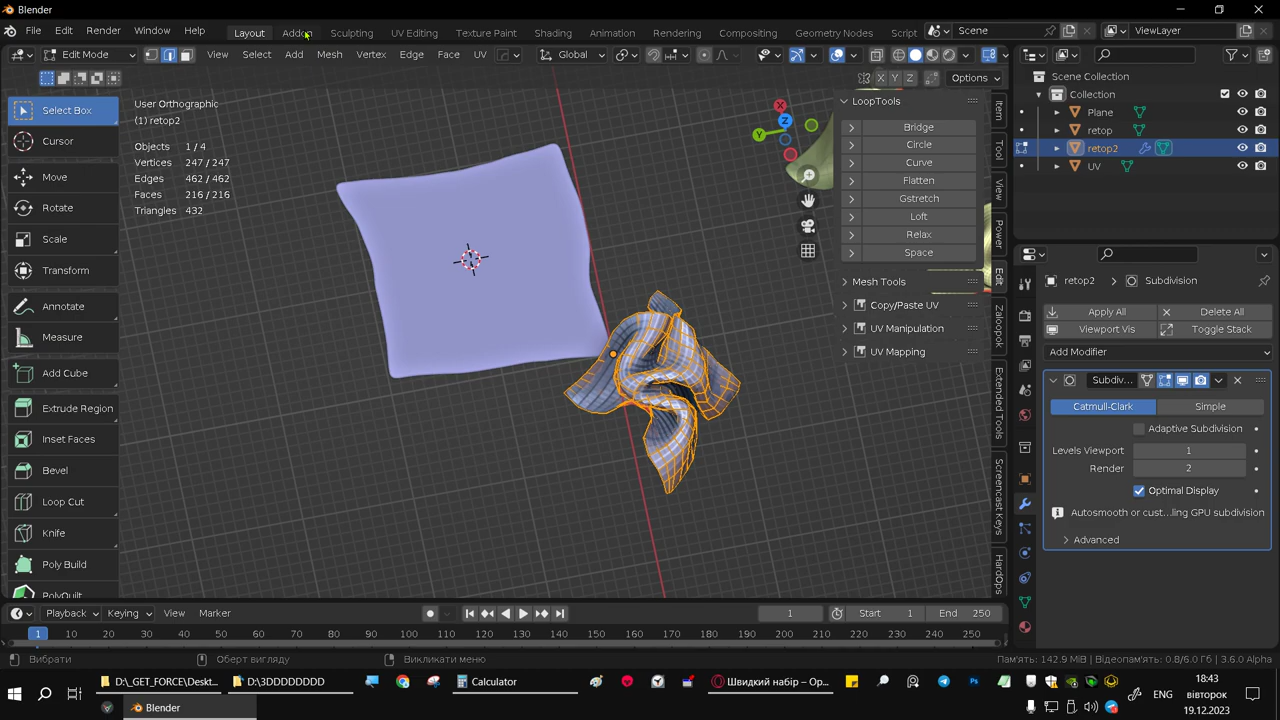 Blender
File Edit Render Window Help Layout Addon Sculpting UV Editing Texture Paint Shading Animation Rendering Compositing Geometry Nodes Script Scene ViewLayer
Edit Mode View Select Add Mesh Vertex Edge Face UV Global
X Y Z Options
Select Box
Cursor
Move
Rotate
Scale
Transform
Annotate
Measure
Add Cube
Extrude Region
Inset Faces
Bevel
Loop Cut
Knife
Poly Build
PolyQuilt
User Orthographic
(1) retop2
Objects 1 / 4
Vertices 247 / 247
Edges 462 / 462
Faces 216 / 216
Triangles 432
X
Y
Z
LoopTools
Bridge
Circle
Curve
Flatten
Gstretch
Loft
Relax
Space
Mesh Tools
Copy/Paste UV
UV Manipulation
UV Mapping
Item
Tool
View
Power
Edit
Zaloopok
Extended Tools
Screencast Keys
HardOps
Scene Collection
Collection
Plane
retop
retop2
UV
retop2 Subdivision
Apply All Delete All
Viewport Vis Toggle Stack
Add Modifier
Subdiv...
Catmull-Clark Simple
Adaptive Subdivision
Levels Viewport 1
Render 2
Optimal Display
Autosmooth or cust...ling GPU subdivision
Advanced
Playback Keying View Marker 1 Start 1 End 250
1 10 20 30 40 50 60 70 80 90 100 110 120 130 140 150 160 170 180 190 200 210 220 230 240 250
Вибрати Оберт вигляду Викликати меню Пам'ять: 142.9 MiB | Відеопам'ять: 0.8/6.0 Гб | 3.6.0 Alpha
D:\_GET_FORCE\Deskt... D:\3DDDDDDDD Calculator Швидкий набір – Op...
Blender
ENG
18:43
вівторок
19.12.2023